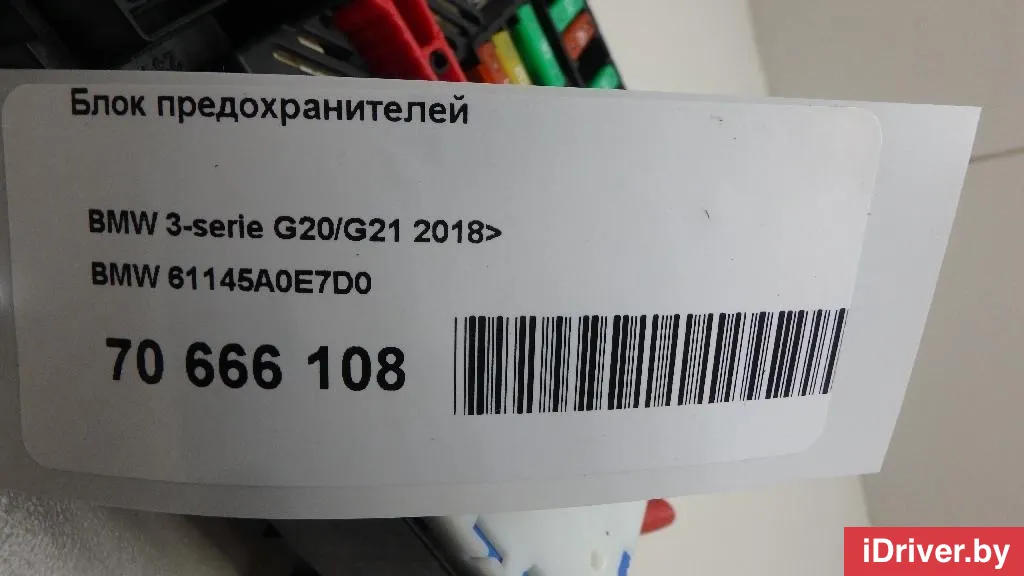 Блок предохранителей
BMW 3-serie G20/G21 2018>
BMW 61145A0E7D0
70 666 108
iDriver.by